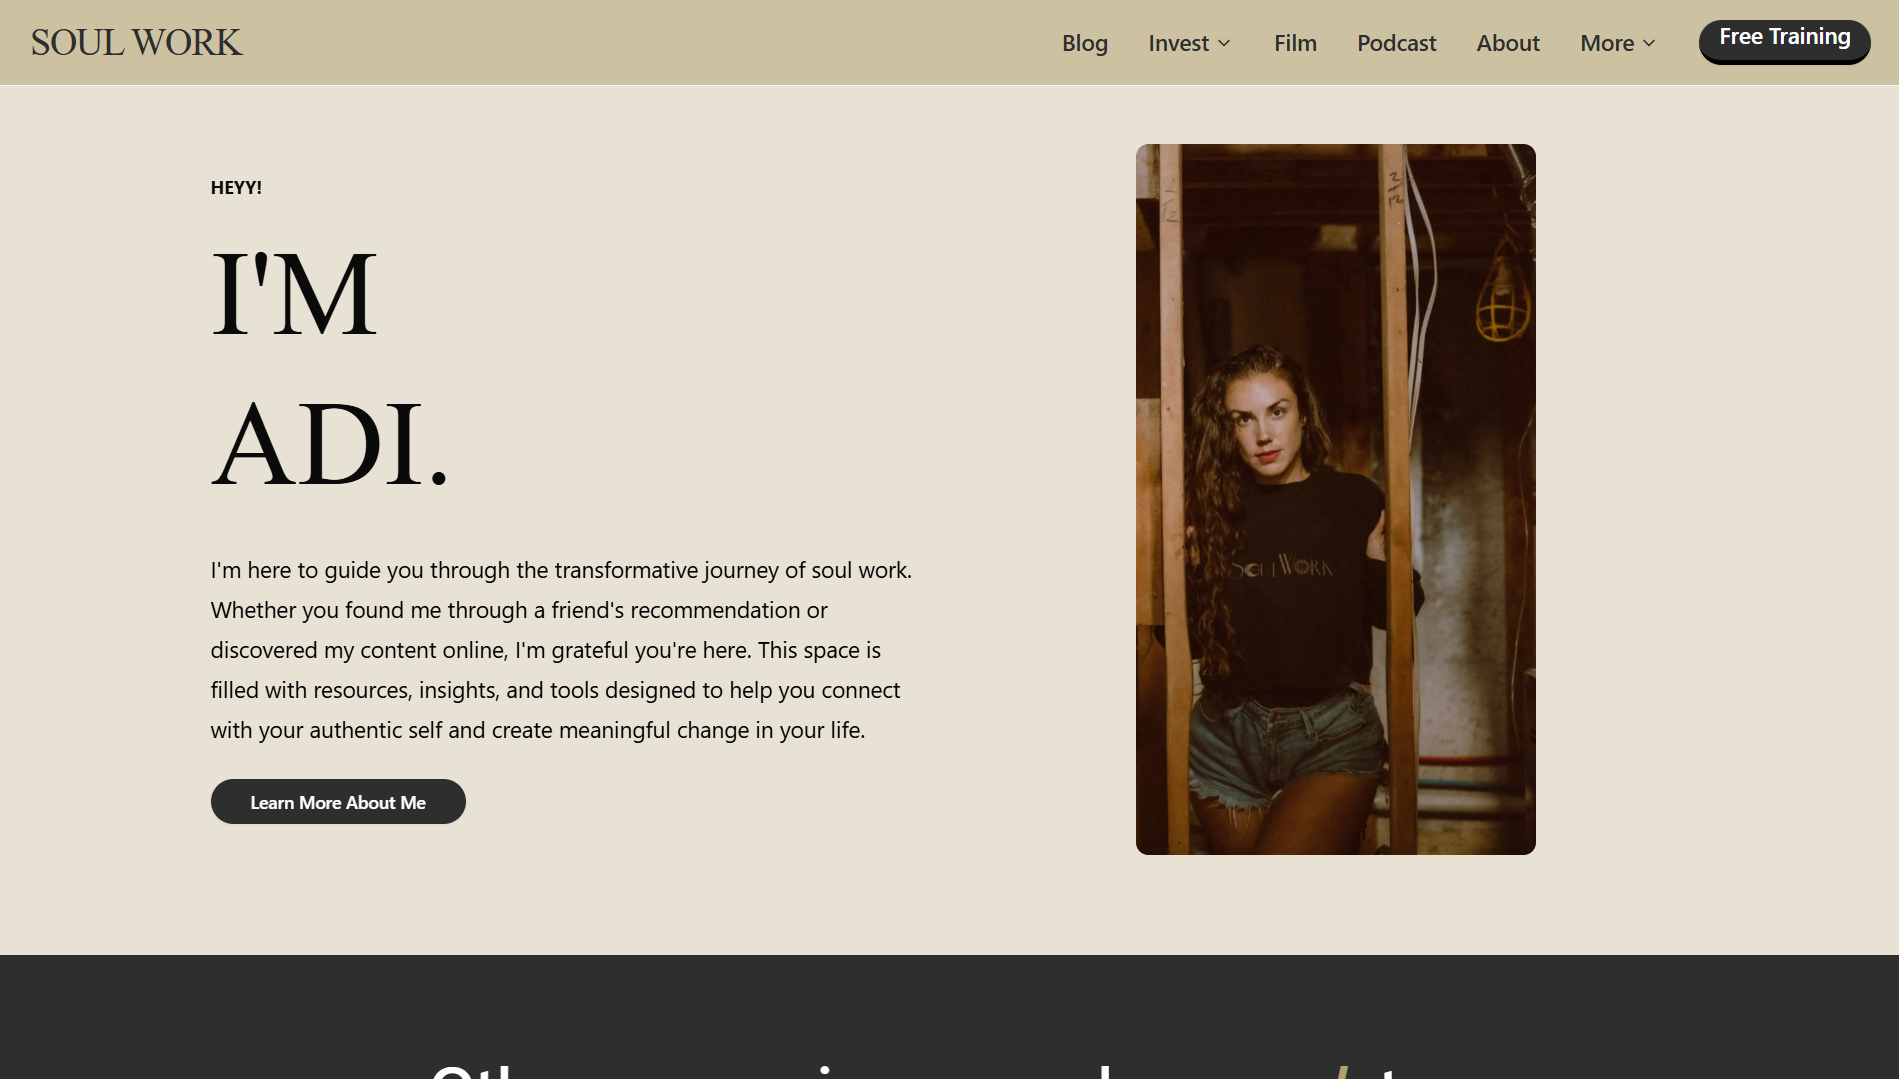 SOUL WORK
Blog
Invest
Film
Podcast
About
More
Free Training
HEYY!
I'M
ADI.
I'm here to guide you through the transformative journey of soul work.
Whether you found me through a friend's recommendation or
discovered my content online, I'm grateful you're here. This space is
filled with resources, insights, and tools designed to help you connect
with your authentic self and create meaningful change in your life.
Learn More About Me
SOUL WORK